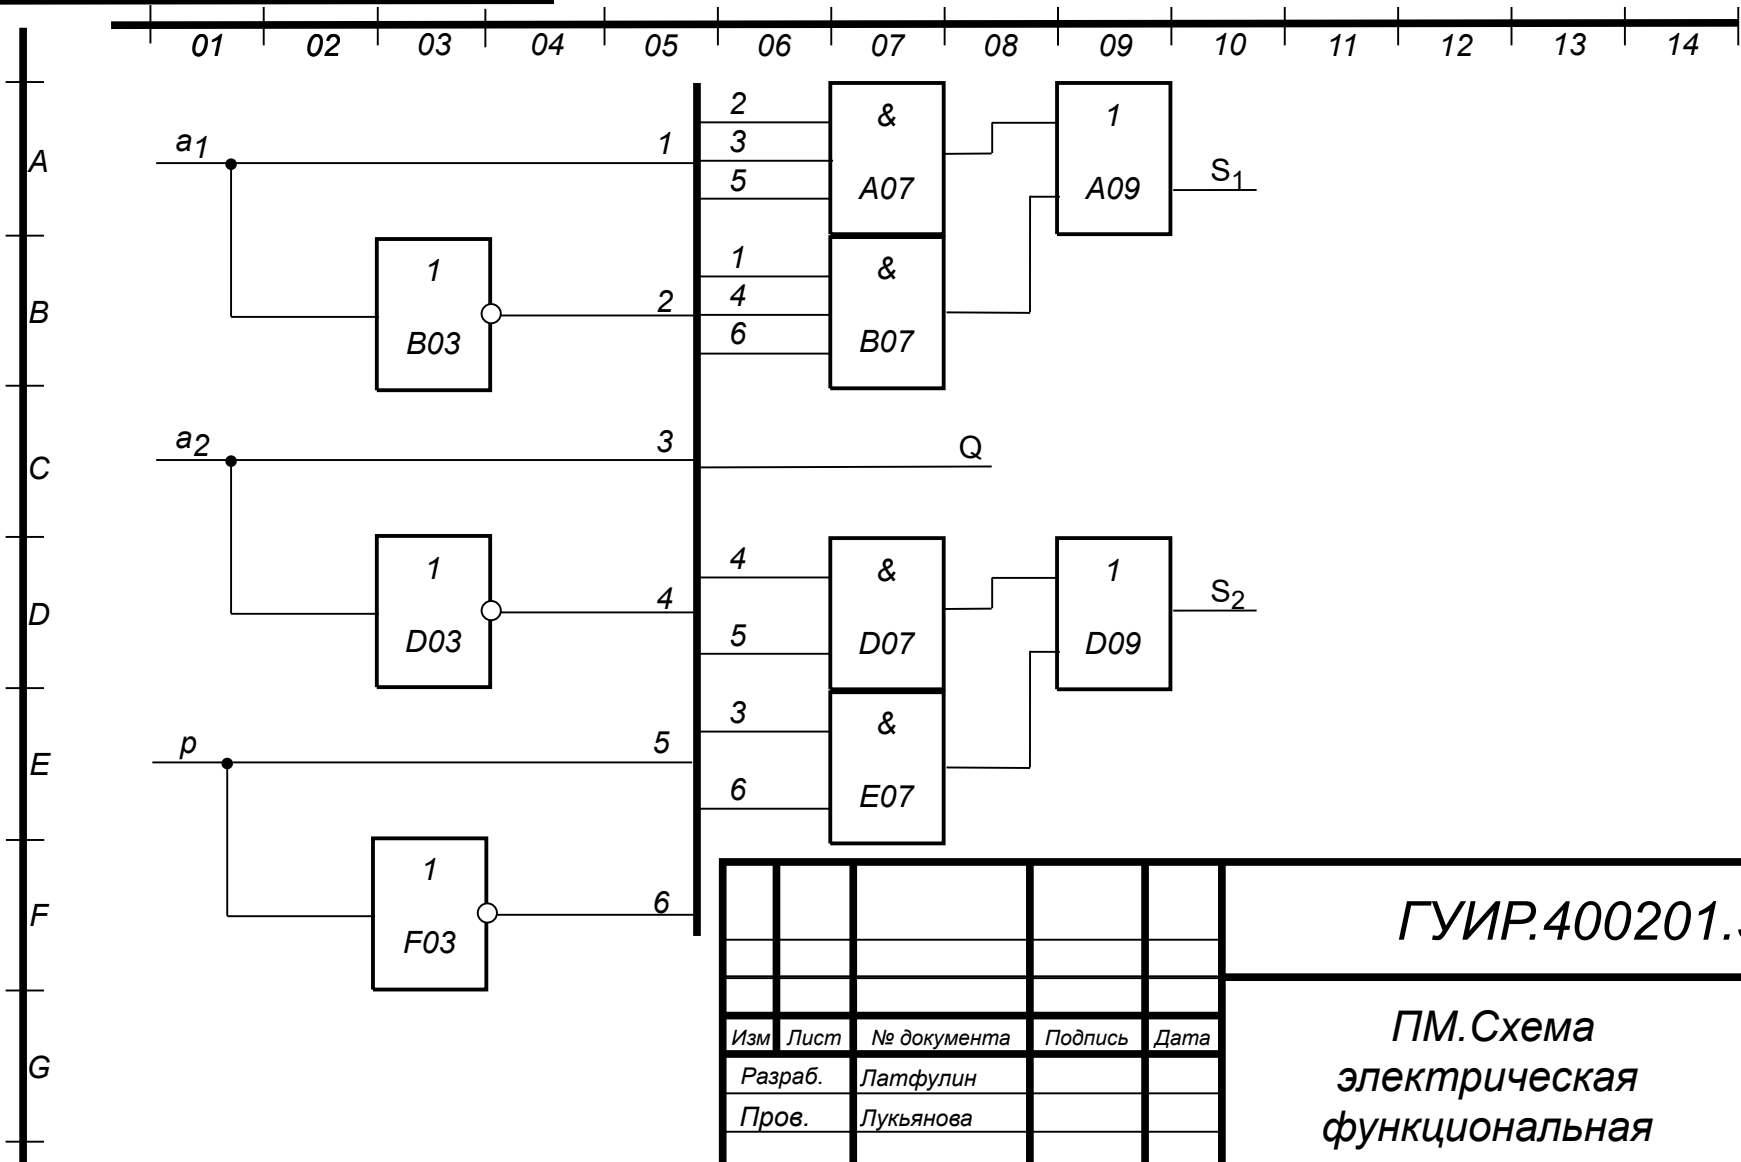 01 02 03 04 05 06 07 08 09 10 11 12 13 14
A
B
C
D
E
F
G
a1
1
1
B03
2
a2
3
1
D03
4
p
5
1
F03
6
2
3
5
&
A07
1
4
6
&
B07
1
A09
S1
Q
4
5
&
D07
3
6
&
E07
1
D09
S2
ГУИР.400201.
ПМ.Схема
электрическая
функциональная
Изм Лист № документа Подпись Дата
Разраб. Латфулин
Пров. Лукьянова